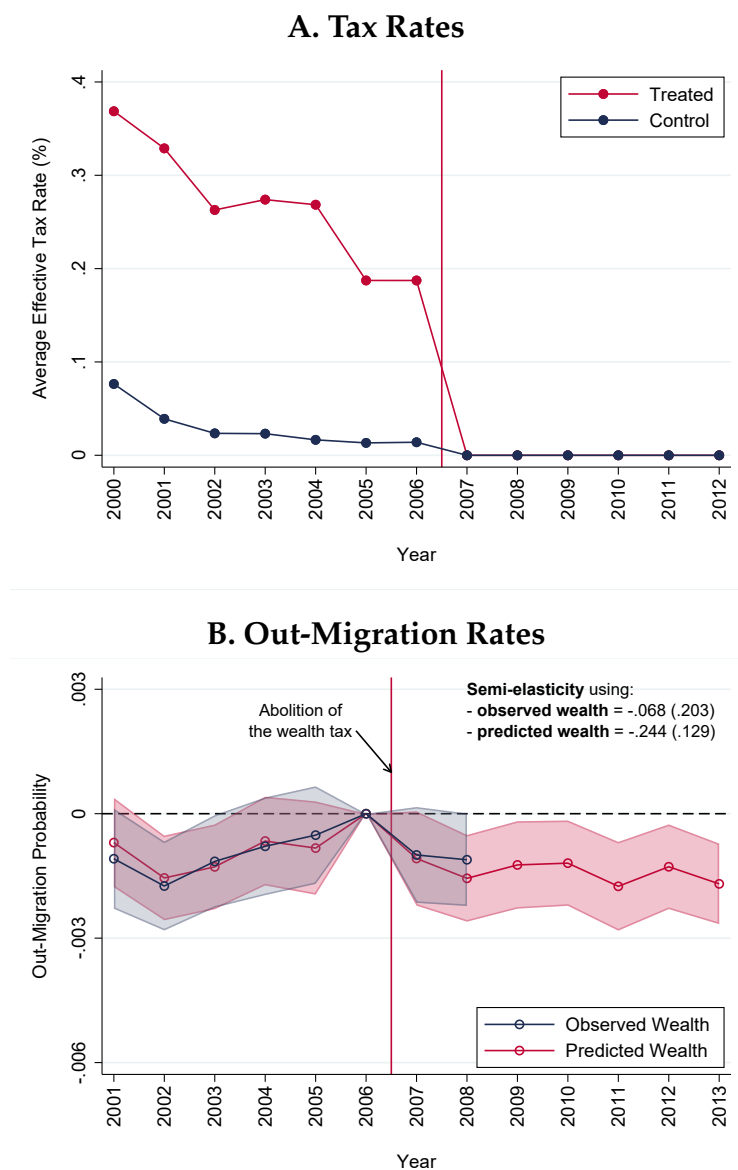 A. Tax Rates
Average Effective Tax Rate (%)
.4
.3
.2
.1
0
Treated
Control
2000
2001
2002
2003
2004
2005
2006
2007
2008
2009
2010
2011
2012
Year
B. Out-Migration Rates
Out-Migration Probability
.003
0
-.003
-.006
Abolition of
the wealth tax
Semi-elasticity using:
- observed wealth = -.068 (.203)
- predicted wealth = -.244 (.129)
Observed Wealth
Predicted Wealth
2001
2002
2003
2004
2005
2006
2007
2008
2009
2010
2011
2012
2013
Year